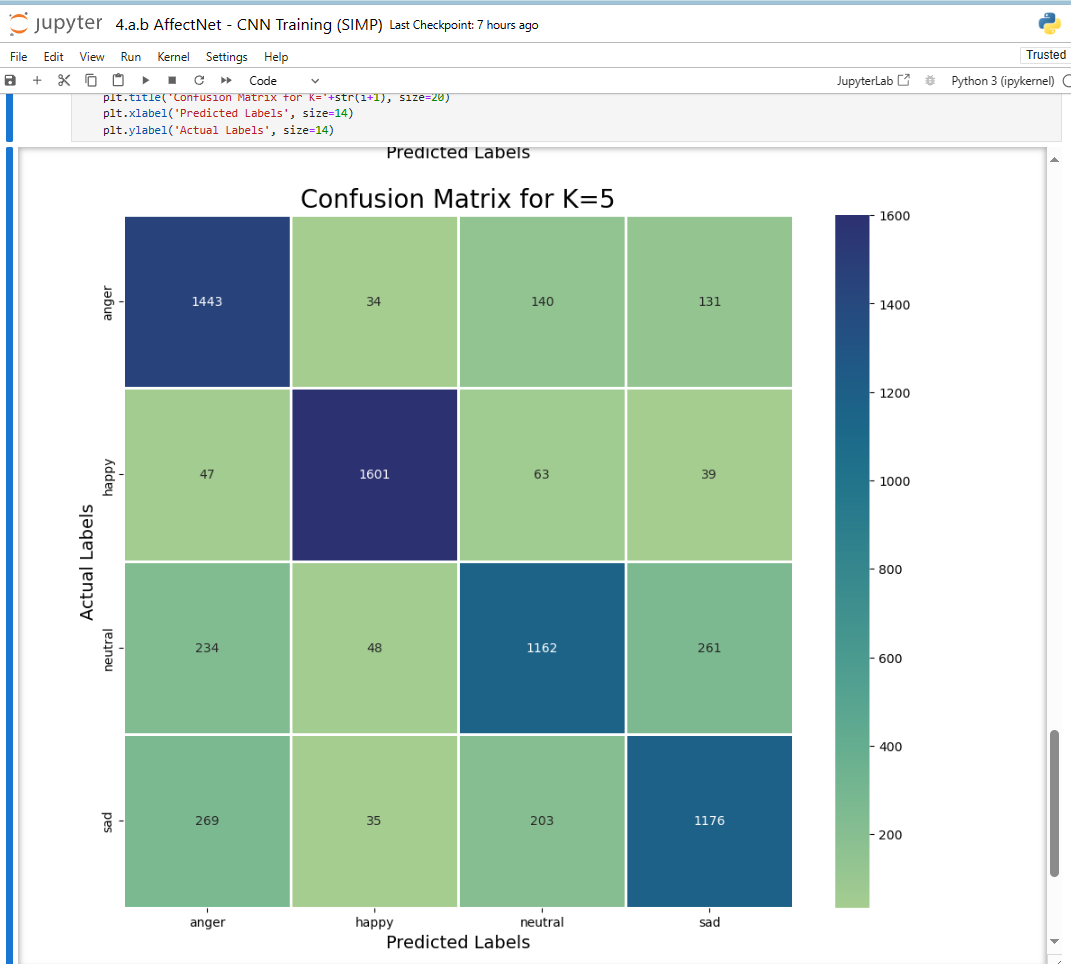 jupyter 4.a.b AffectNet - CNN Training (SIMP) Last Checkpoint: 7 hours ago
File Edit View Run Kernel Settings Help Trusted
Code JupyterLab Python 3 (ipykernel)
plt.title('Confusion Matrix for K='+str(i+1), size=20)
plt.xlabel('Predicted Labels', size=14)
plt.ylabel('Actual Labels', size=14)
Predicted Labels
Confusion Matrix for K=5
1600
anger 1443 34 140 131
1400
1200
happy 47 1601 63 39
1000
Actual Labels
800
neutral 234 48 1162 261
600
400
sad 269 35 203 1176
200
anger happy neutral sad
Predicted Labels